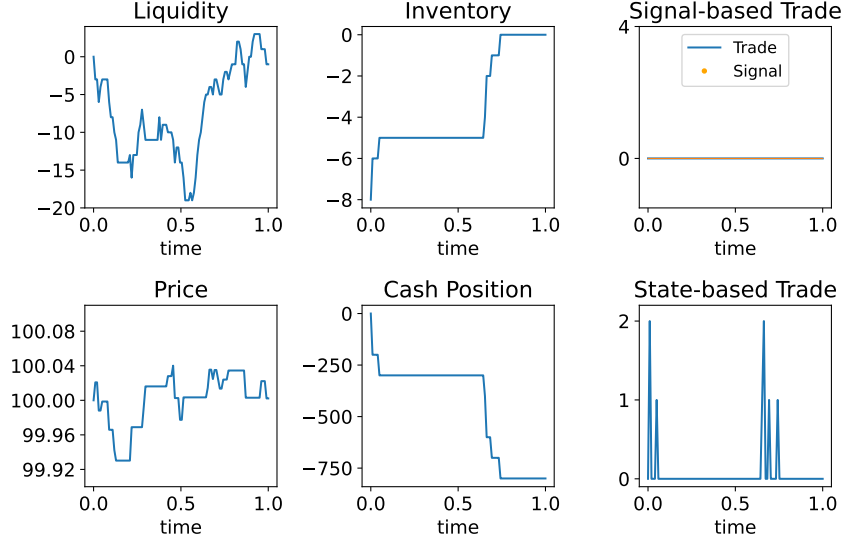 Liquidity
0
−5
−10
−15
−20
0.0 0.5 1.0
time
Inventory
0
−2
−4
−6
−8
0.0 0.5 1.0
time
Signal-based Trade
4
0
Trade
Signal
0.0 0.5 1.0
time
Price
100.08
100.04
100.00
99.96
99.92
0.0 0.5 1.0
time
Cash Position
0
−250
−500
−750
0.0 0.5 1.0
time
State-based Trade
2
1
0
0.0 0.5 1.0
time